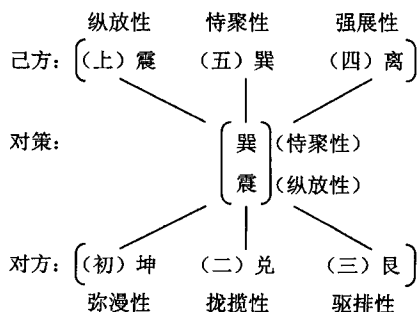 纵放性 恃聚性 强展性
己方：（上）震 （五）巽 （四）离
对策： 巽 （恃聚性）
震 （纵放性）
对方：（初）坤 （二）兑 （三）艮
弥漫性 拢揽性 驱排性